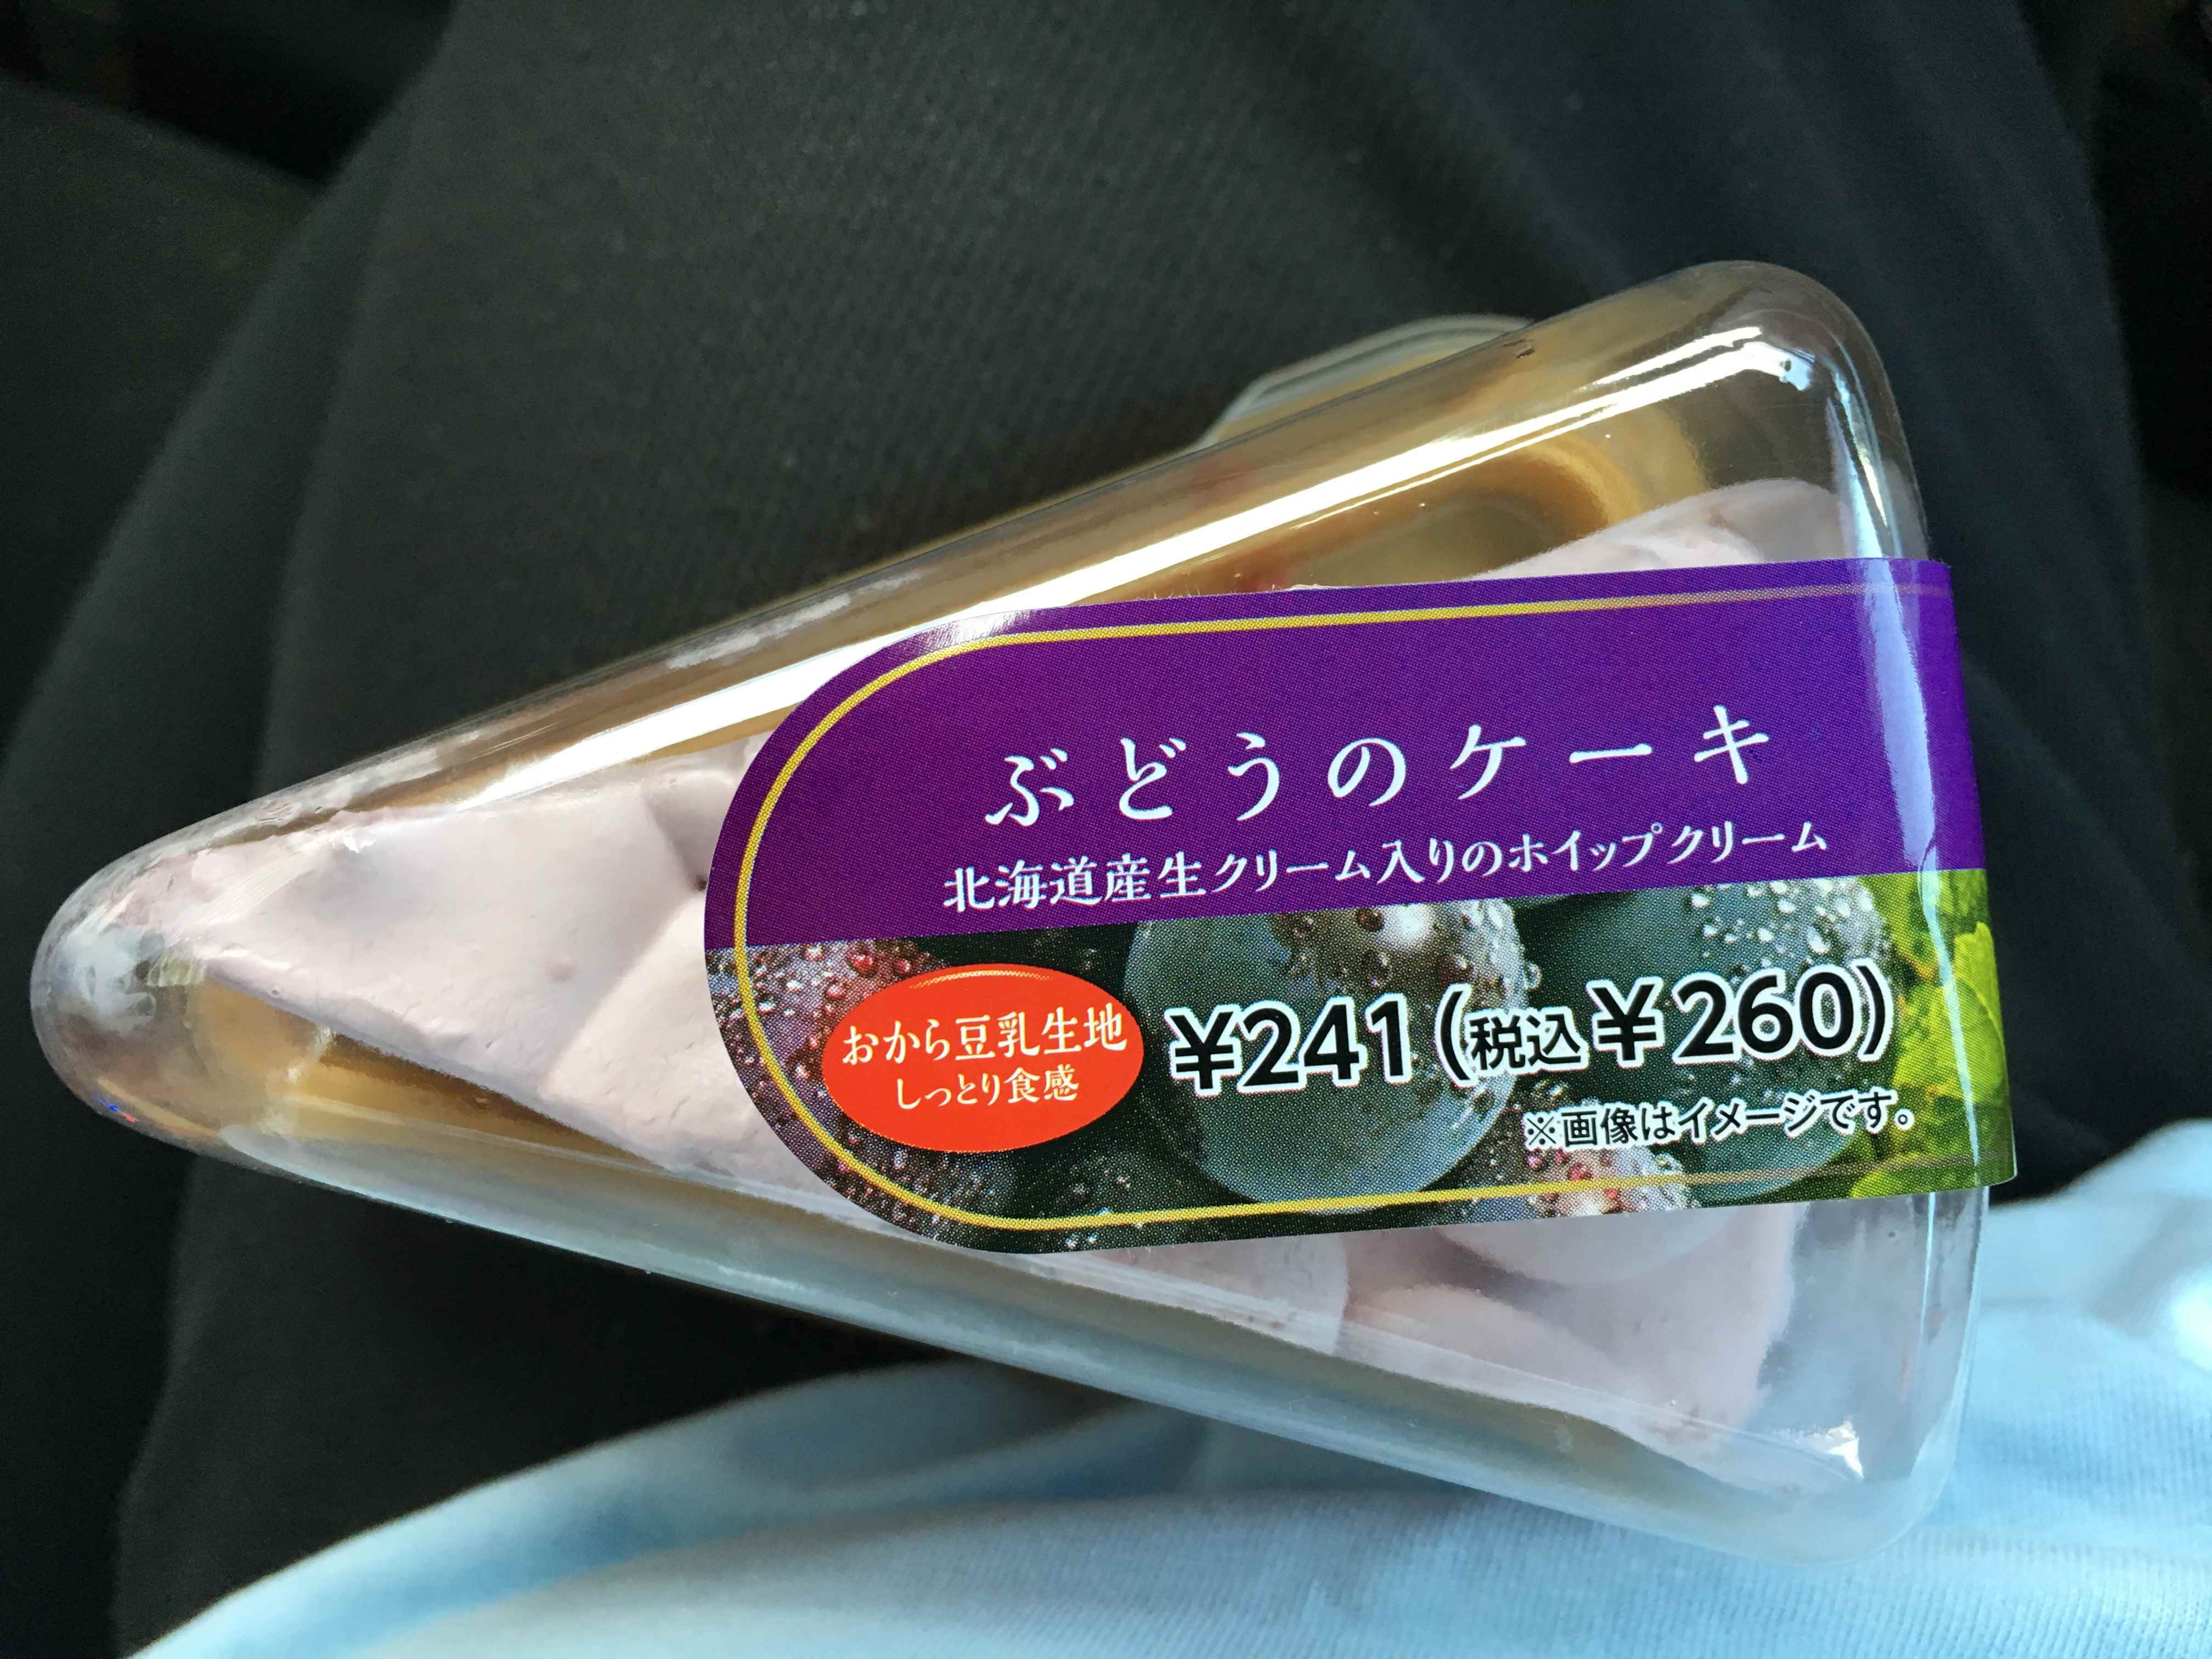 ぶどうのケーキ
北海道産生クリーム入りのホイップクリーム
おから豆乳生地
しっとり食感
¥241(税込¥260)
※画像はイメージです。